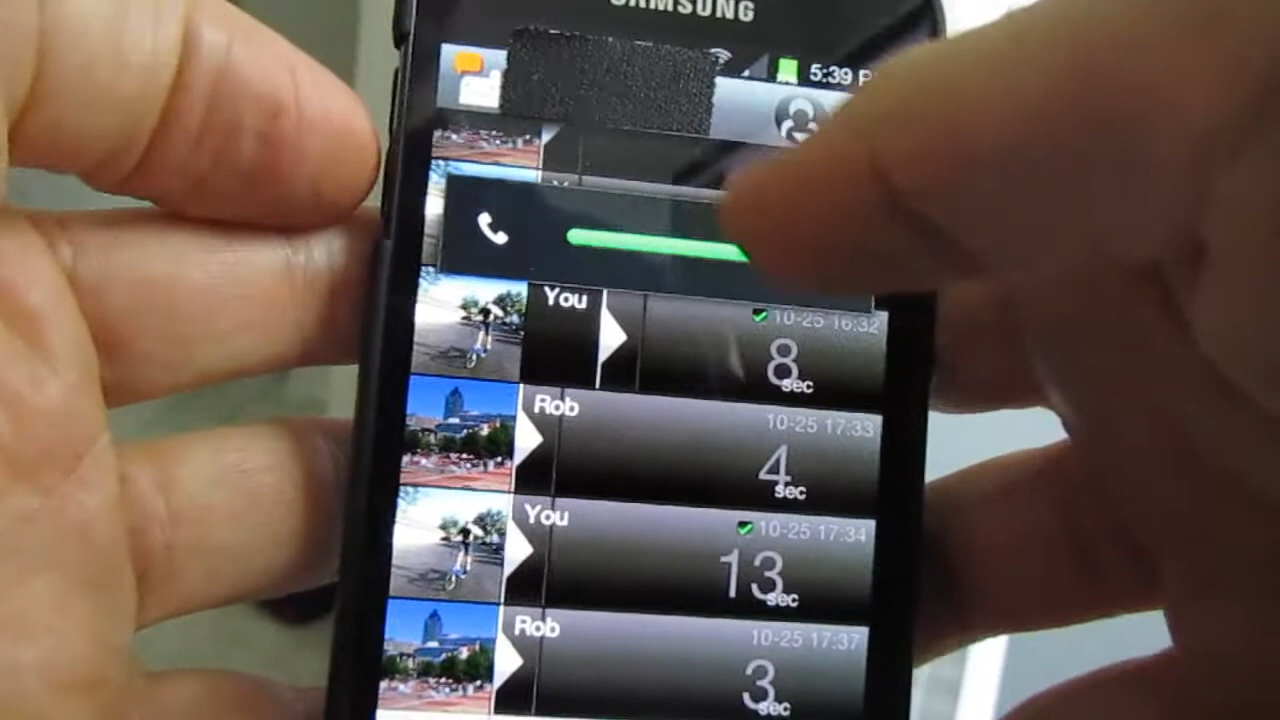 SAMSUNG
5:39 P
You
10-25 16:32
8
sec
Rob
10-25 17:33
4
sec
You
10-25 17:34
13
sec
Rob
10-25 17:37
3
sec